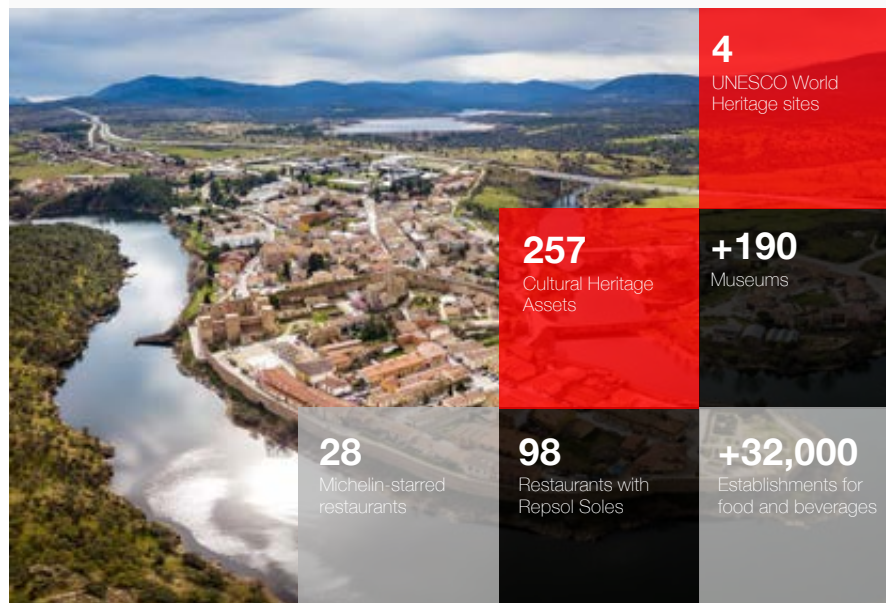 4
UNESCO World
Heritage sites
257
Cultural Heritage
Assets
+190
Museums
28
Michelin-starred
restaurants
98
Restaurants with
Repsol Soles
+32,000
Establishments for
food and beverages